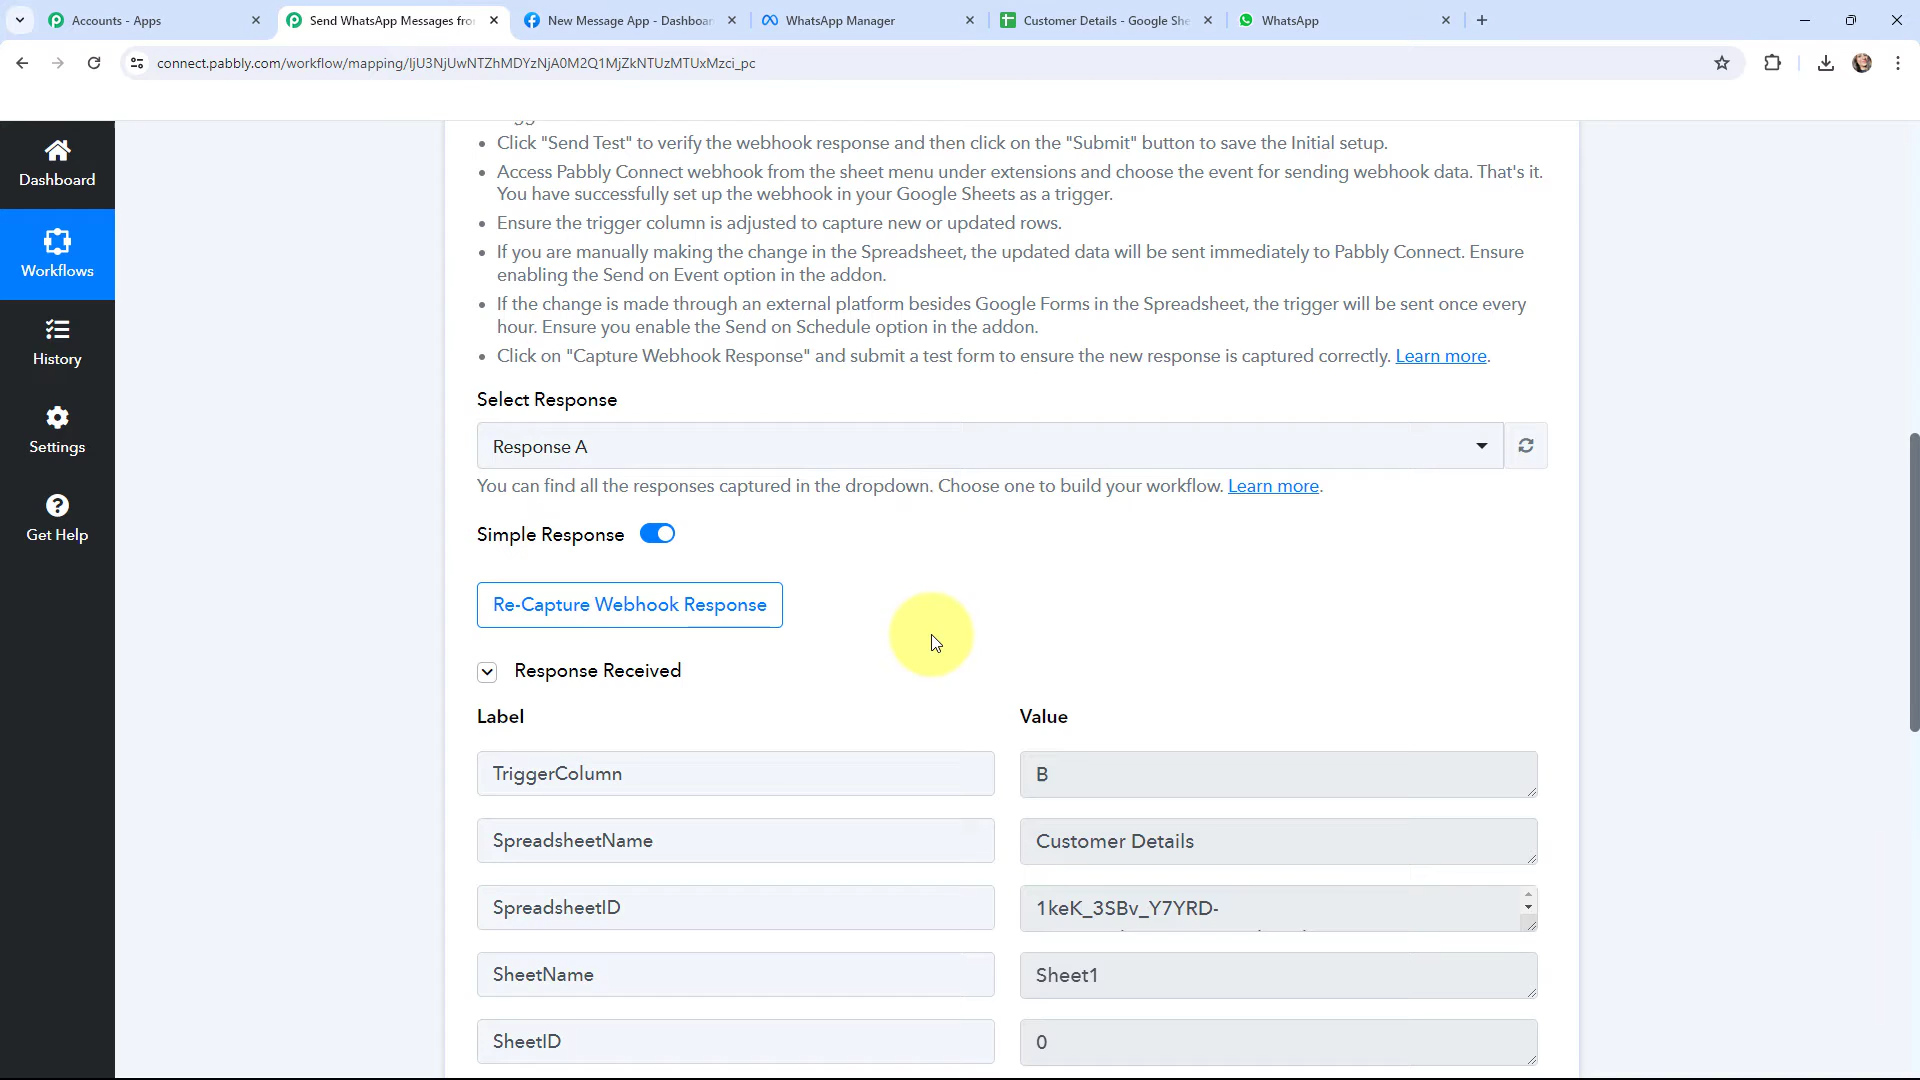 Accounts - Apps
Send WhatsApp Messages fro
New Message App - Dashboar
WhatsApp Manager
Customer Details - Google She
WhatsApp
connect.pabbly.com/workflow/mapping/IjU3NjUwNTZhMDYzNjA0M2Q1MjZkNTUzMTUxMzci_pc
Dashboard
Workflows
History
Settings
Get Help
Click "Send Test" to verify the webhook response and then click on the "Submit" button to save the Initial setup.
Access Pabbly Connect webhook from the sheet menu under extensions and choose the event for sending webhook data. That's it.
You have successfully set up the webhook in your Google Sheets as a trigger.
Ensure the trigger column is adjusted to capture new or updated rows.
If you are manually making the change in the Spreadsheet, the updated data will be sent immediately to Pabbly Connect. Ensure
enabling the Send on Event option in the addon.
If the change is made through an external platform besides Google Forms in the Spreadsheet, the trigger will be sent once every
hour. Ensure you enable the Send on Schedule option in the addon.
Click on "Capture Webhook Response" and submit a test form to ensure the new response is captured correctly. Learn more.
Select Response
Response A
You can find all the responses captured in the dropdown. Choose one to build your workflow. Learn more.
Simple Response
Re-Capture Webhook Response
Response Received
Label Value
TriggerColumn B
SpreadsheetName Customer Details
SpreadsheetID 1keK_3SBv_Y7YRD-
SheetName Sheet1
SheetID 0